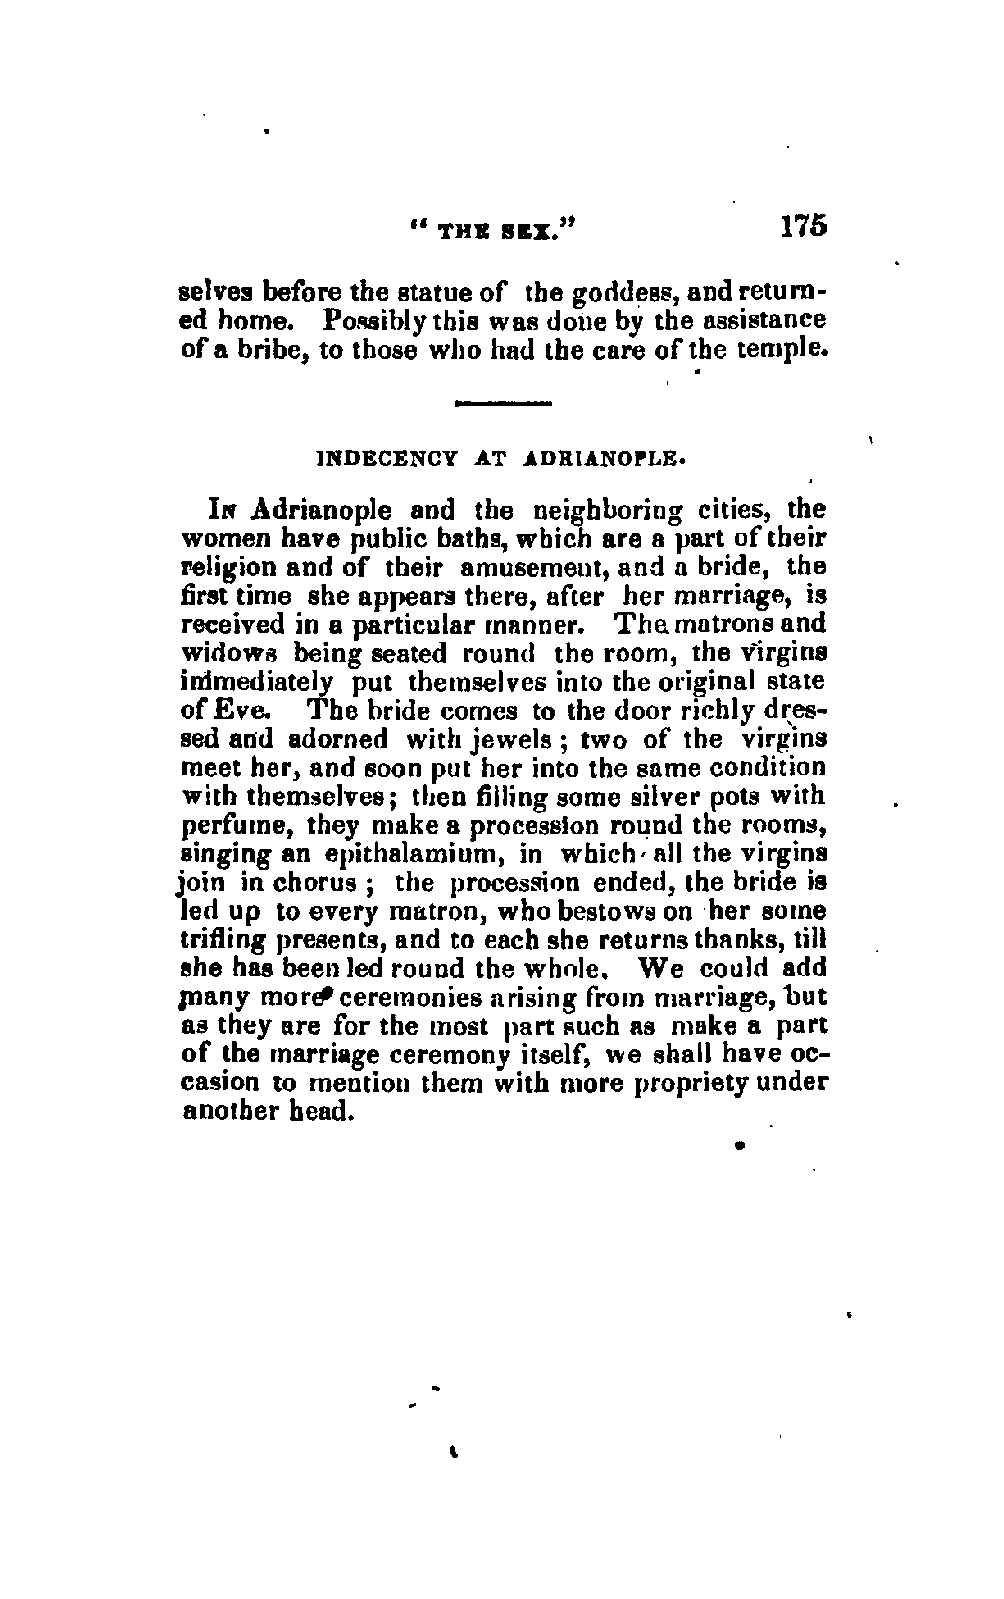 “ THE SEX.” 175
selves before the statue of the goddess, and return-
ed home. Possibly this was done by the assistance
of a bribe, to those who had the care of the temple.
INDECENCY AT ADRIANOPLE.
In Adrianople and the neighboring cities, the
women have public baths, which are a part of their
religion and of their amusement, and a bride, the
first time she appears there, after her marriage, is
received in a particular manner. The matrons and
widows being seated round the room, the virgins
immediately put themselves into the original state
of Eve. The bride comes to the door richly dres-
sed and adorned with jewels ; two of the virgins
meet her, and soon put her into the same condition
with themselves; then filling some silver pots with
perfume, they make a procession round the rooms,
singing an epithalamium, in which all the virgins
join in chorus ; the procession ended, the bride is
led up to every matron, who bestows on her some
trifling presents, and to each she returns thanks, till
she has been led round the whole. We could add
many more ceremonies arising from marriage, but
as they are for the most part such as make a part
of the marriage ceremony itself, we shall have oc-
casion to mention them with more propriety under
another head.